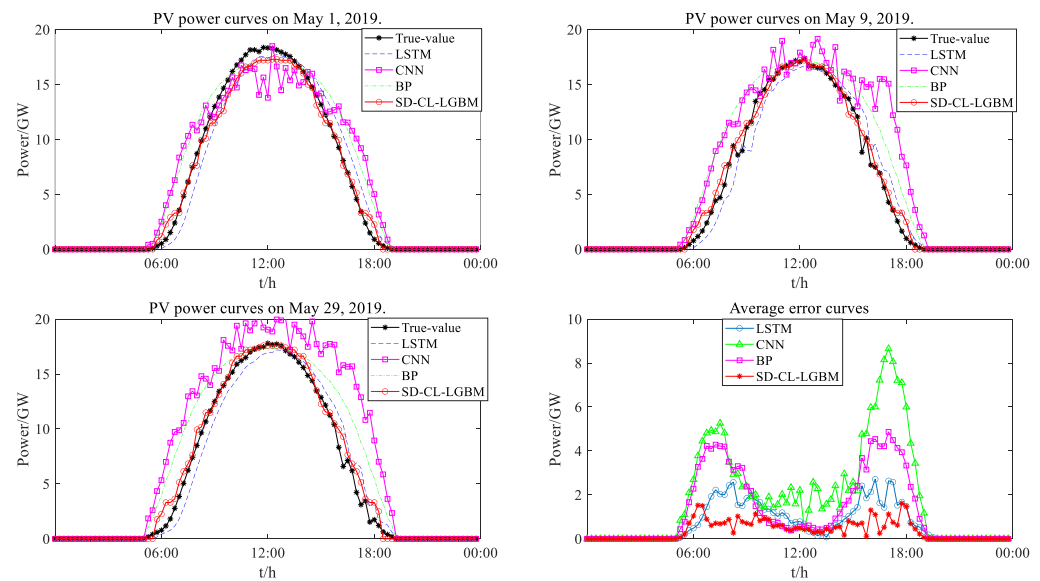 PV power curves on May 1, 2019.
20
15
10
5
0
Power/GW
06:00
12:00
18:00
00:00
t/h
True-value
LSTM
CNN
BP
SD-CL-LGBM
PV power curves on May 9, 2019.
20
15
10
5
0
Power/GW
06:00
12:00
18:00
00:00
t/h
True-value
LSTM
CNN
BP
SD-CL-LGBM
PV power curves on May 29, 2019.
20
15
10
5
0
Power/GW
06:00
12:00
18:00
00:00
t/h
True-value
LSTM
CNN
BP
SD-CL-LGBM
Average error curves
10
8
6
4
2
0
Power/GW
06:00
12:00
18:00
00:00
t/h
LSTM
CNN
BP
SD-CL-LGBM